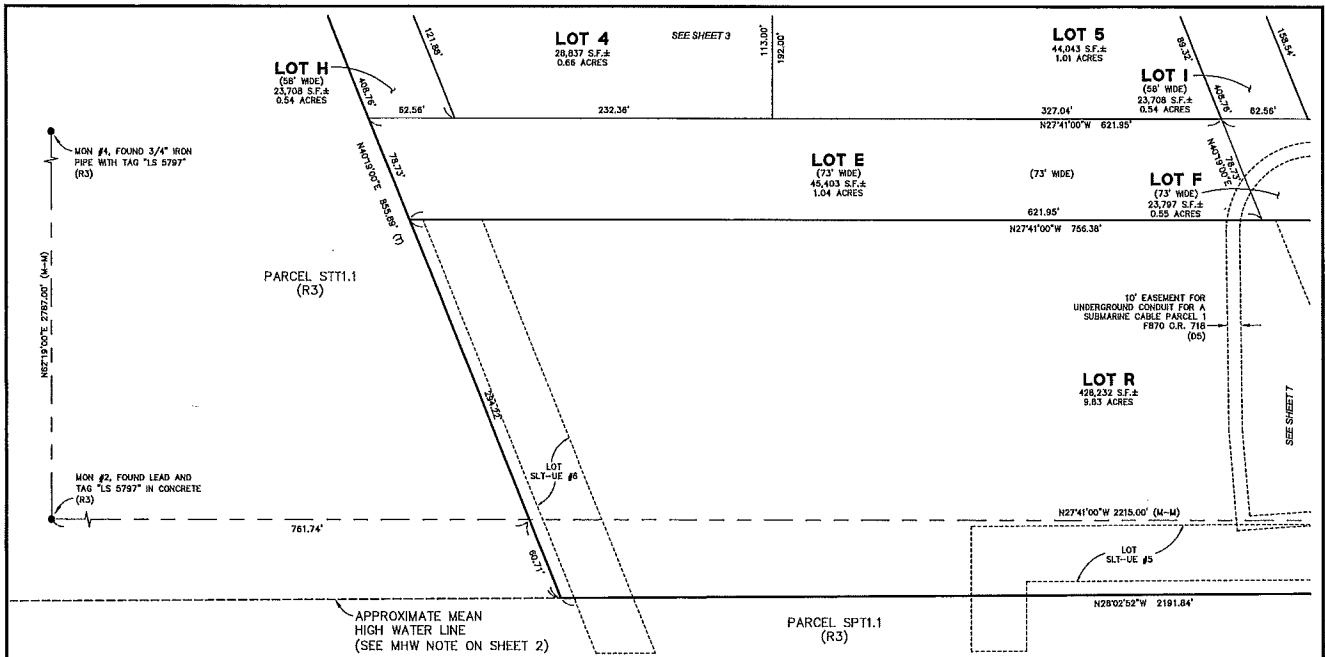 LOT 4
28,837 S.F.±
0.66 ACRES
SEE SHEET 3
113.00'
192.00'
LOT 5
44,043 S.F.±
1.01 ACRES
89.32'
408.76'
158.54'
121.88'
LOT H
(58' WIDE)
23,708 S.F.±
0.54 ACRES
408.76'
62.56'
232.36'
327.04'
LOT I
(58' WIDE)
23,708 S.F.±
0.54 ACRES
62.56'
N27°41'00"W 621.95'
MON #4, FOUND 3/4" IRON
PIPE WITH TAG "LS 5797"
(R3)
78.73'
N40°19'00"E 855.89' (T)
LOT E
(73' WIDE)
45,403 S.F.±
1.04 ACRES
(73' WIDE)
N40°19'00"E
78.73'
LOT F
(73' WIDE)
23,797 S.F.±
0.55 ACRES
621.95'
N27°41'00"W 756.38'
PARCEL STT1.1
(R3)
N62°19'00"E 2787.00' (M-M)
10' EASEMENT FOR
UNDERGROUND CONDUIT FOR A
SUBMARINE CABLE PARCEL 1
F870 O.R. 718
(D5)
LOT R
428,232 S.F.±
9.83 ACRES
SEE SHEET 7
294.22'
LOT
SLT-UE #6
MON #2, FOUND LEAD AND
TAG "LS 5797" IN CONCRETE
(R3)
761.74'
N27°41'00"W 2215.00' (M-M)
60.71'
LOT
SLT-UE #5
N28°02'52"W 2191.84'
APPROXIMATE MEAN
HIGH WATER LINE
(SEE MHW NOTE ON SHEET 2)
PARCEL SPT1.1
(R3)